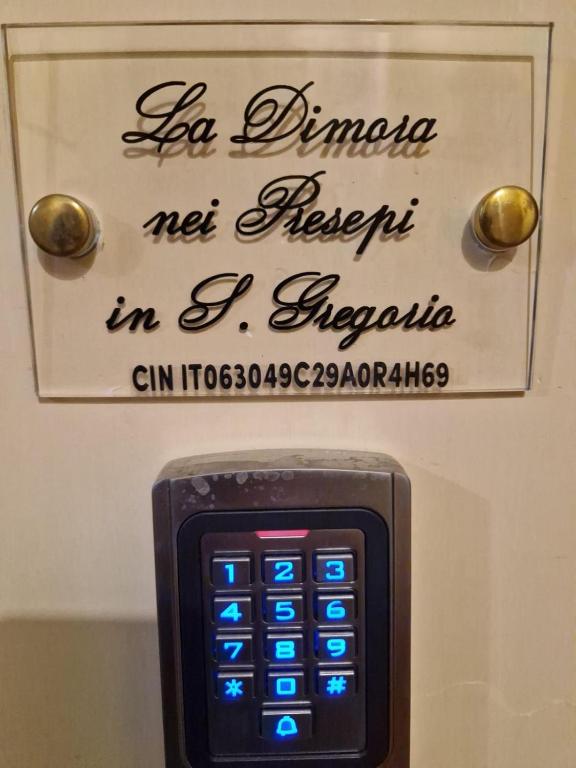 La Dimora
nei Presepi
in S. Gregorio
CIN IT063049C29A0R4H69
1 2 3
4 5 6
7 8 9
* 0 #